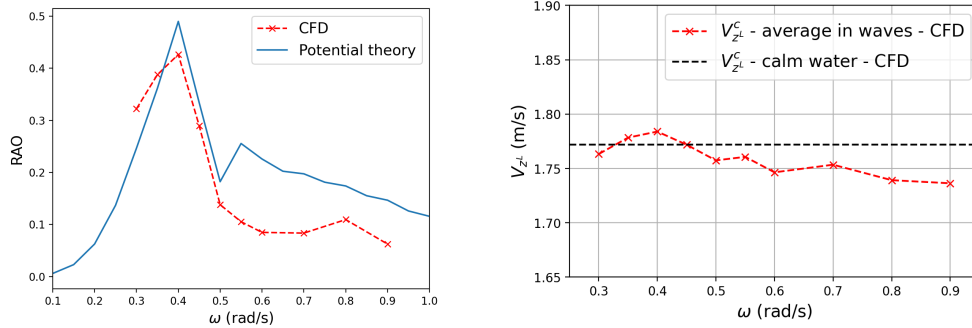 0.5
0.4
0.3
0.2
0.1
0.0
RAO
CFD
Potential theory
0.1 0.2 0.3 0.4 0.5 0.6 0.7 0.8 0.9 1.0
ω (rad/s)
1.90
1.85
1.80
1.75
1.70
1.65
V_{z^L} (m/s)
V^c_{z^L} - average in waves - CFD
V^c_{z^L} - calm water - CFD
0.3 0.4 0.5 0.6 0.7 0.8 0.9
ω (rad/s)